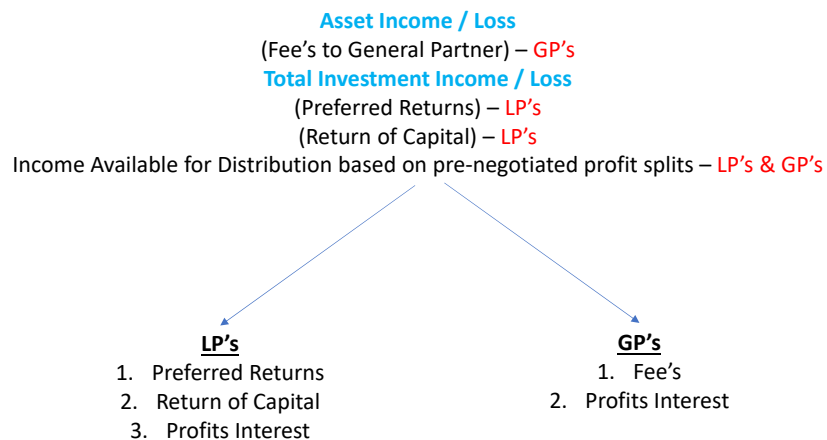 Asset Income / Loss
(Fee’s to General Partner) – GP’s
Total Investment Income / Loss
(Preferred Returns) – LP’s
(Return of Capital) – LP’s
Income Available for Distribution based on pre-negotiated profit splits – LP’s & GP’s
LP’s
1. Preferred Returns
2. Return of Capital
3. Profits Interest
GP’s
1. Fee’s
2. Profits Interest